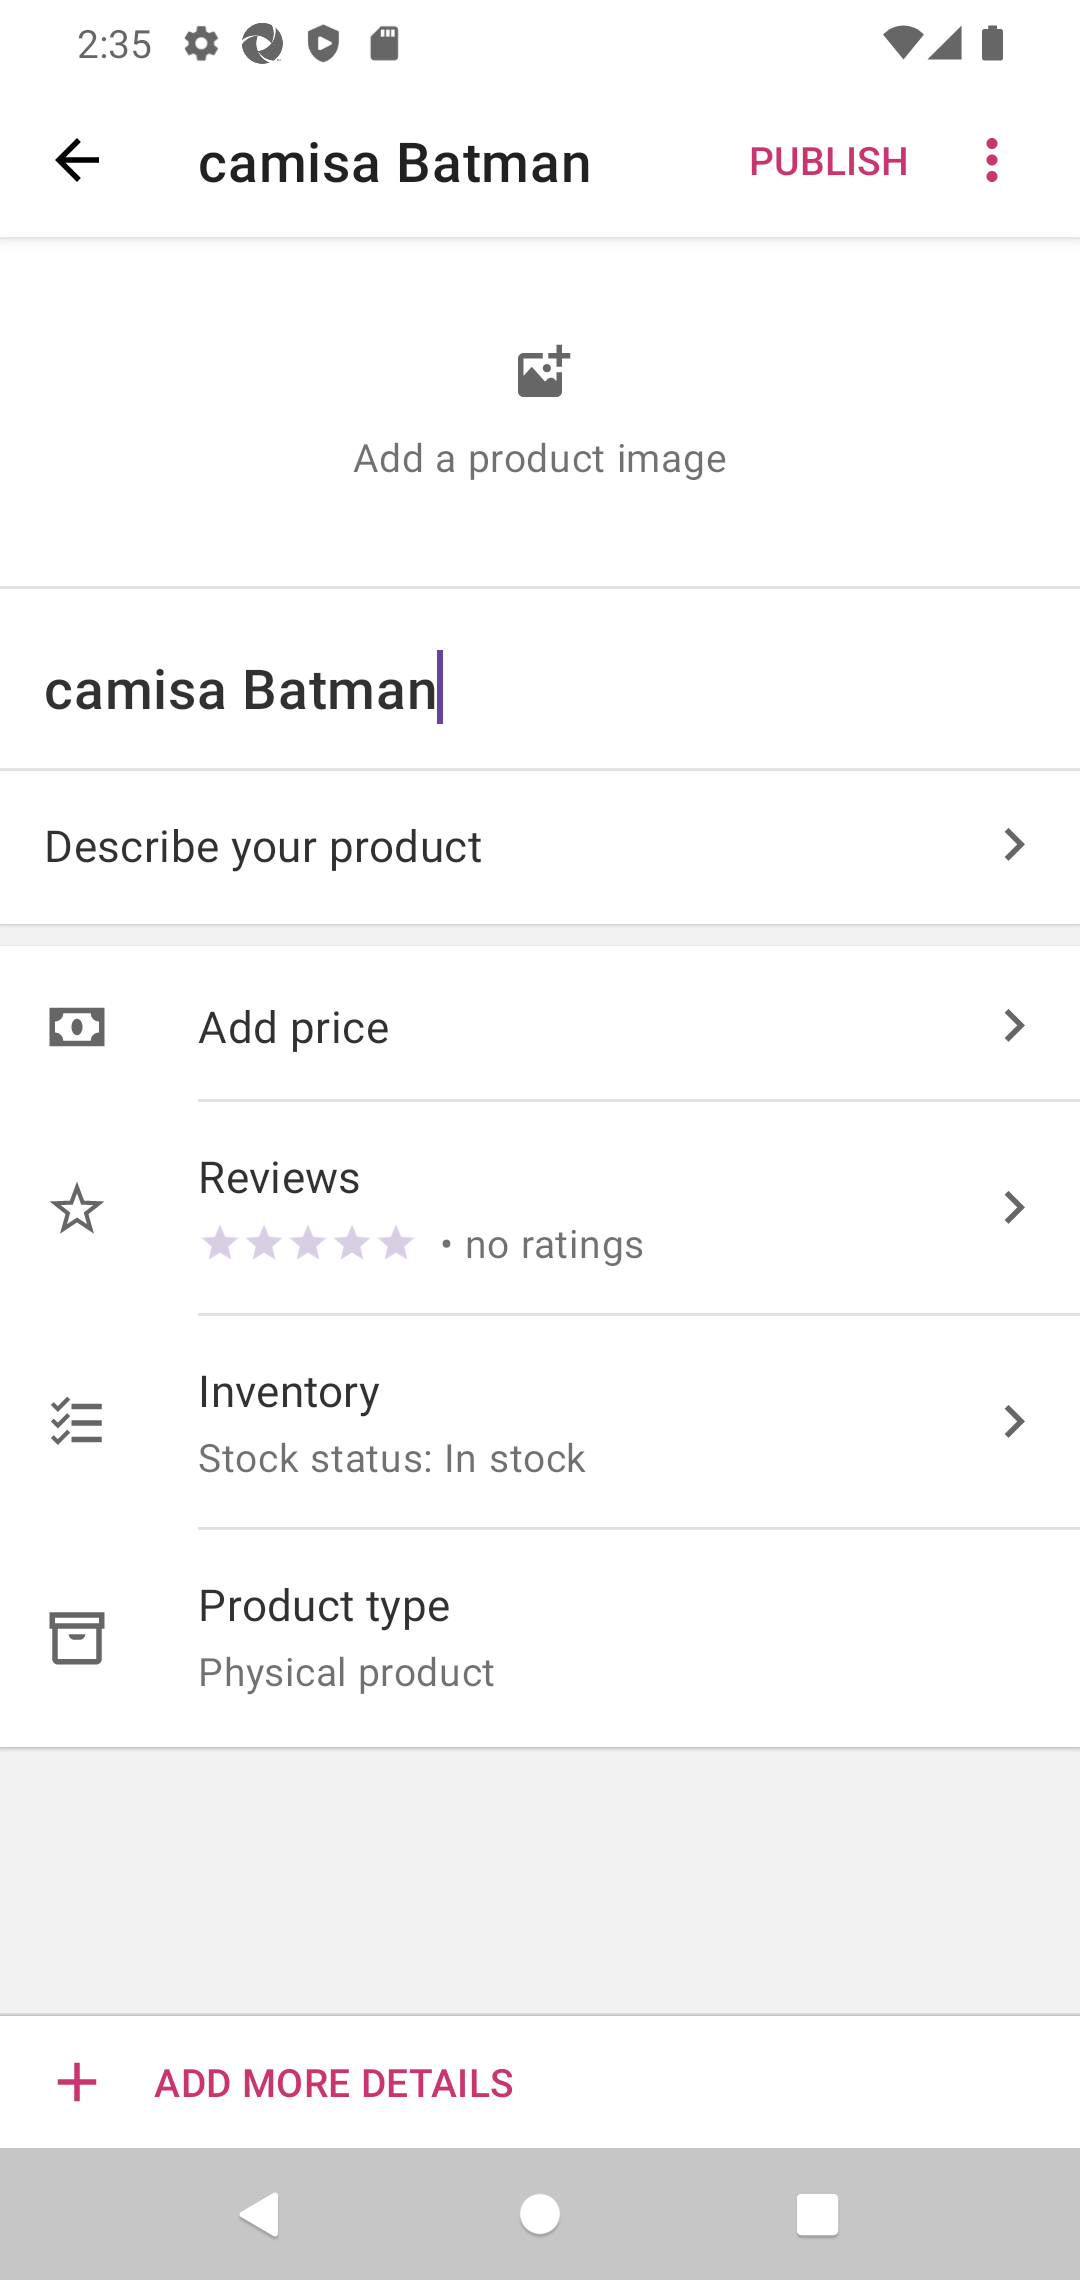 2:35
camisa Batman
PUBLISH
Add a product image
camisa Batman
Describe your product
Add price
Reviews
• no ratings
Inventory
Stock status: In stock
Product type
Physical product
ADD MORE DETAILS